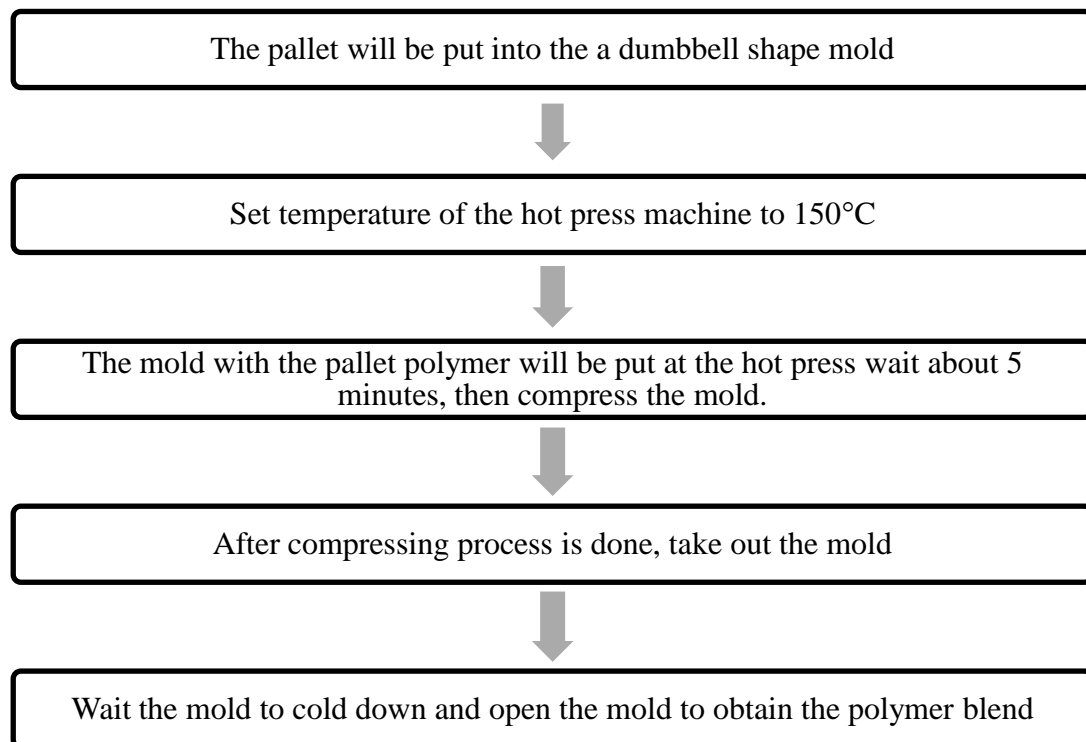 The pallet will be put into the a dumbbell shape mold
Set temperature of the hot press machine to 150°C
The mold with the pallet polymer will be put at the hot press wait about 5
minutes, then compress the mold.
After compressing process is done, take out the mold
Wait the mold to cold down and open the mold to obtain the polymer blend